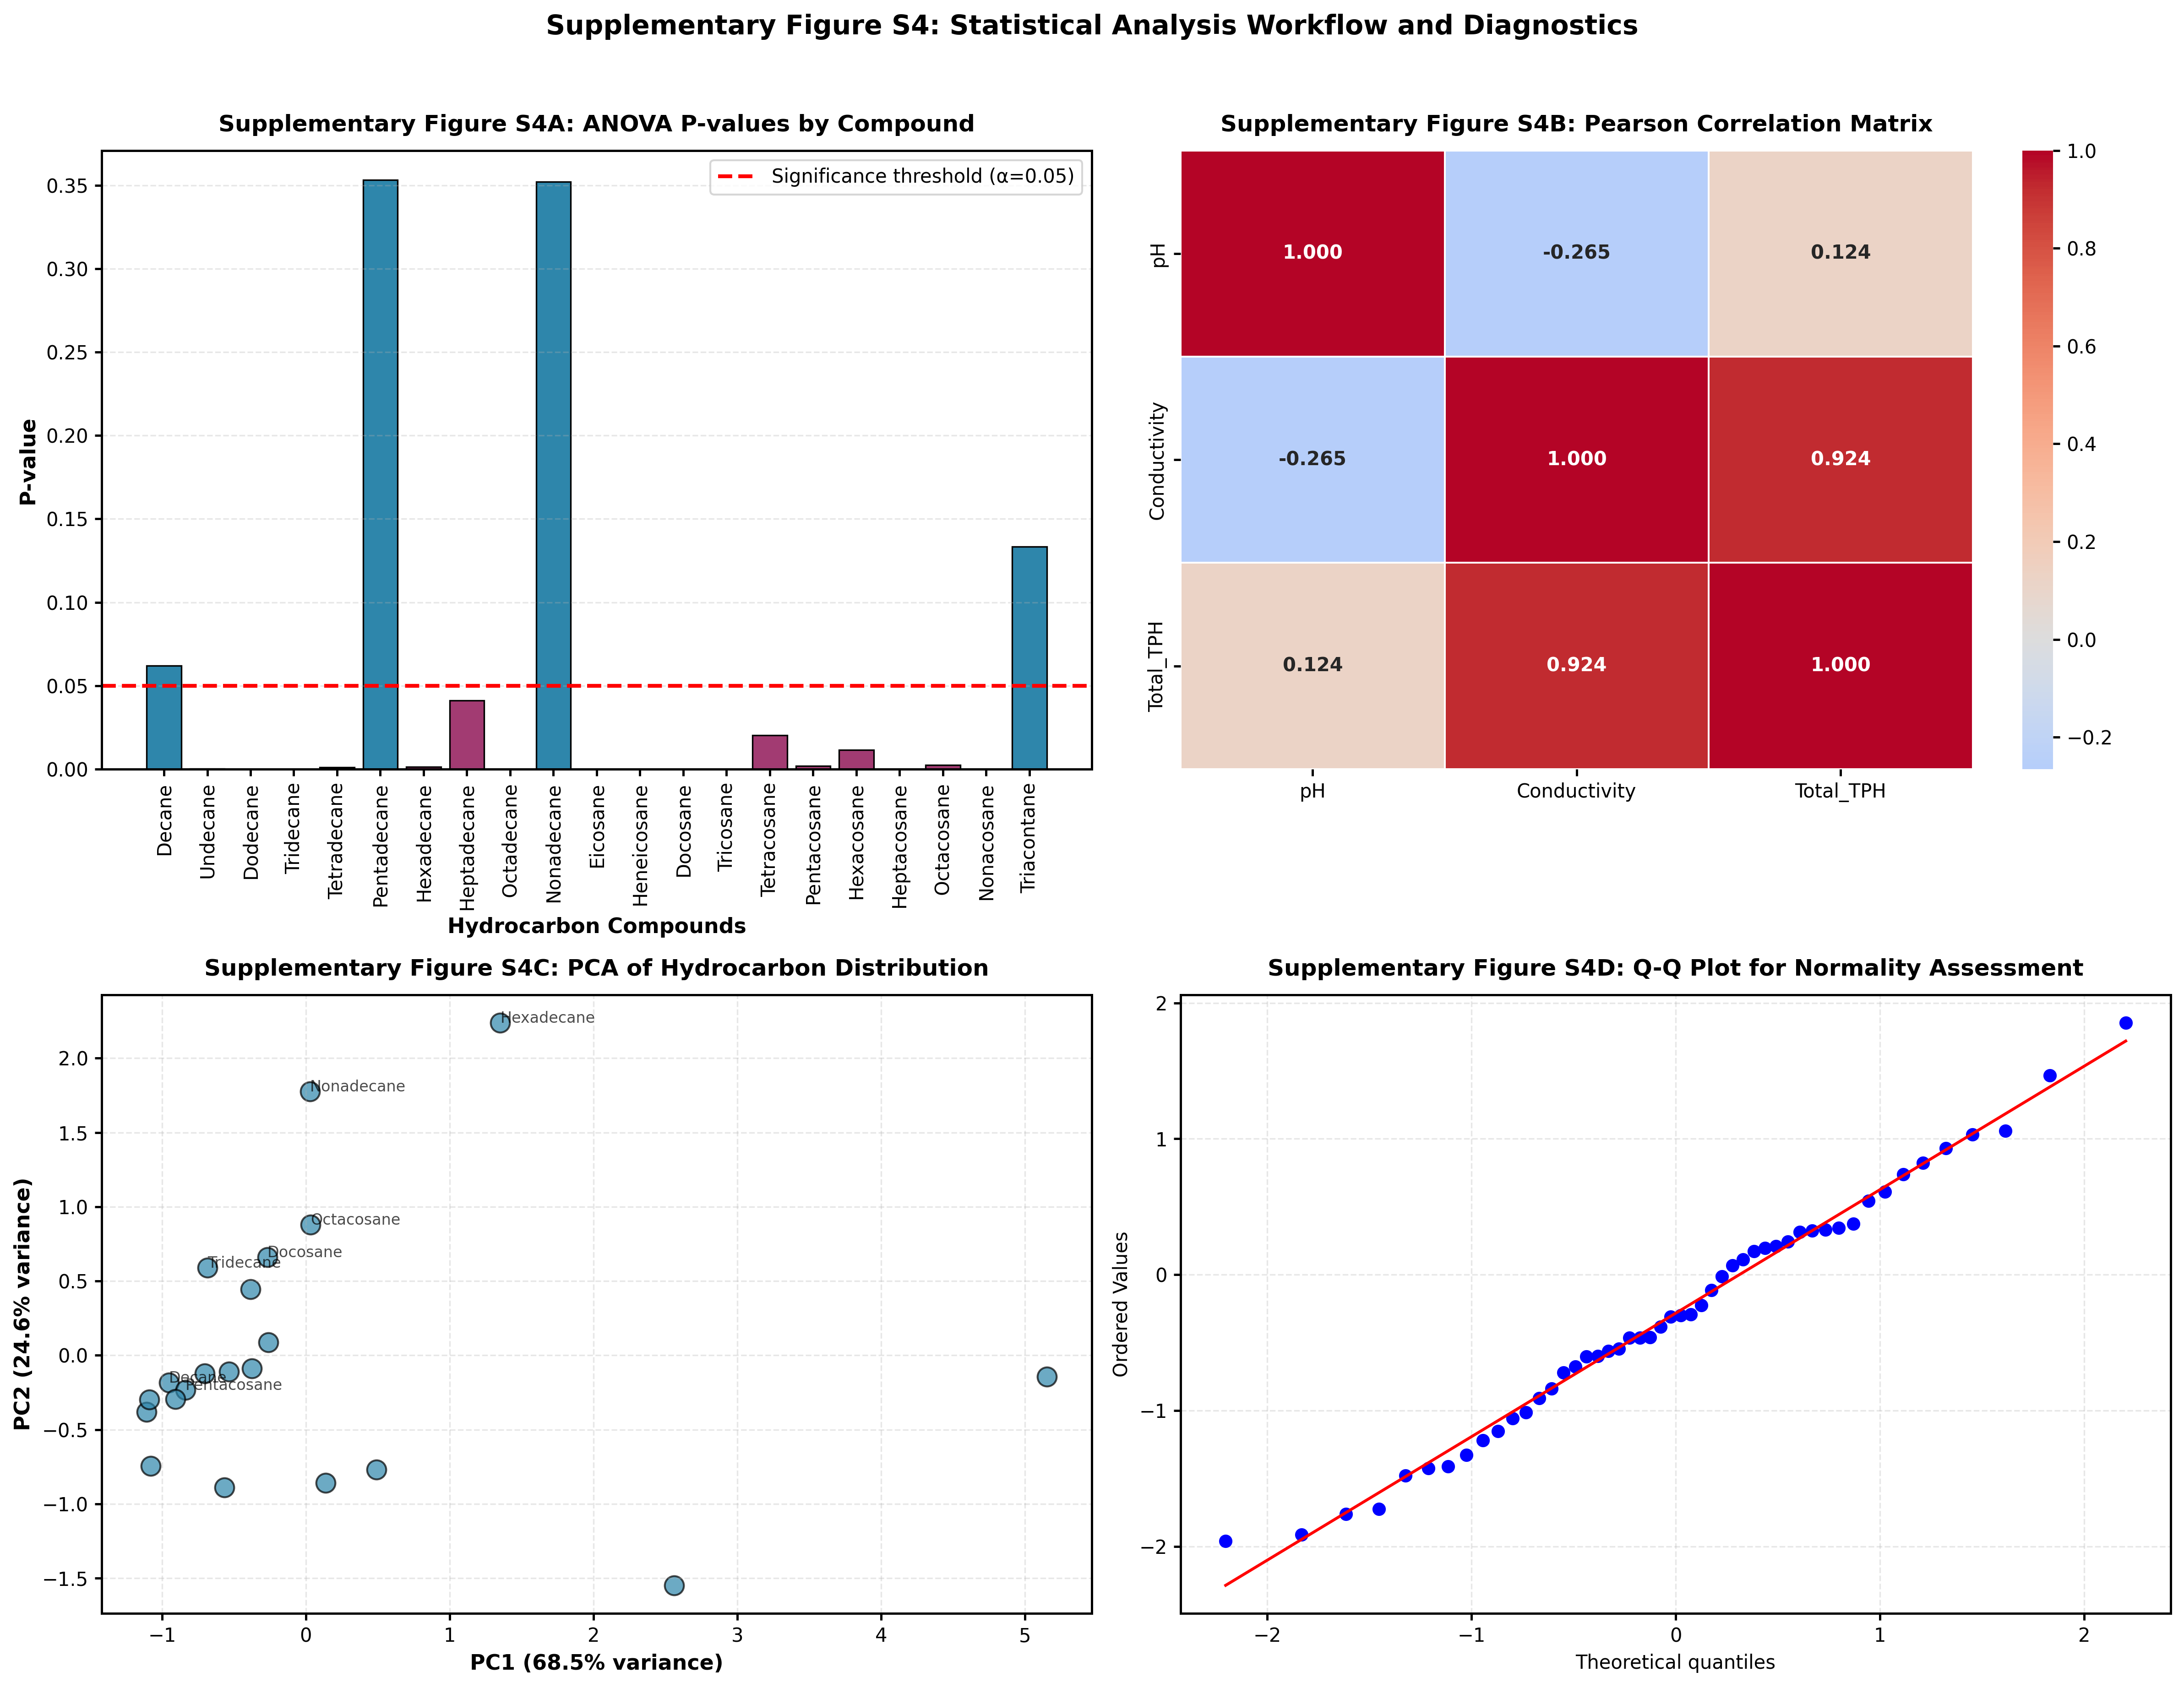 Supplementary Figure S4: Statistical Analysis Workflow and Diagnostics
Supplementary Figure S4A: ANOVA P-values by Compound
P-value
0.35
0.30
0.25
0.20
0.15
0.10
0.05
0.00
Significance threshold (α=0.05)
Decane
Undecane
Dodecane
Tridecane
Tetradecane
Pentadecane
Hexadecane
Heptadecane
Octadecane
Nonadecane
Eicosane
Heneicosane
Docosane
Tricosane
Tetracosane
Pentacosane
Hexacosane
Heptacosane
Octacosane
Nonacosane
Triacontane
Hydrocarbon Compounds
Supplementary Figure S4B: Pearson Correlation Matrix
pH
Conductivity
Total_TPH
1.000 -0.265 0.124
-0.265 1.000 0.924
0.124 0.924 1.000
pH Conductivity Total_TPH
1.0
0.8
0.6
0.4
0.2
0.0
−0.2
Supplementary Figure S4C: PCA of Hydrocarbon Distribution
PC2 (24.6% variance)
2.0
1.5
1.0
0.5
0.0
−0.5
−1.0
−1.5
Hexadecane
Nonadecane
Octacosane
Docosane
Tridecane
Decane
Pentacosane
−1 0 1 2 3 4 5
PC1 (68.5% variance)
Supplementary Figure S4D: Q-Q Plot for Normality Assessment
Ordered Values
2
1
0
−1
−2
−2 −1 0 1 2
Theoretical quantiles